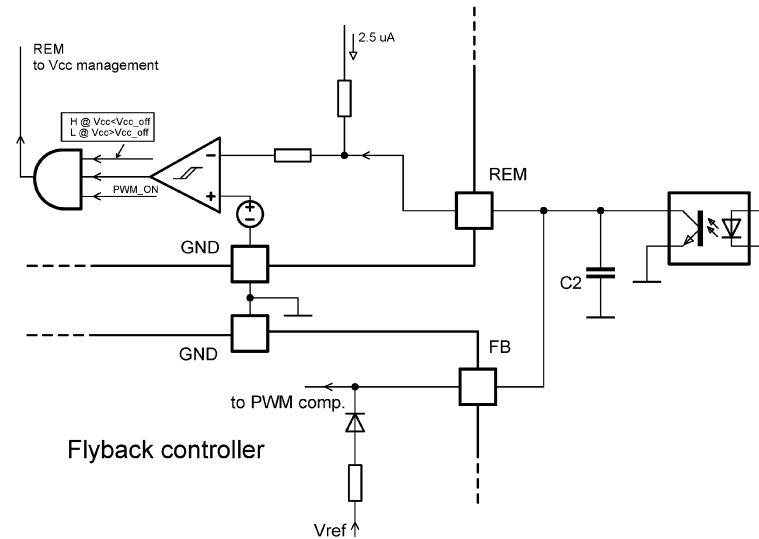 REM
to Vcc management
2.5 uA
H @ Vcc<Vcc_off
L @ Vcc>Vcc_off
PWM_ON
REM
GND
C2
GND
FB
to PWM comp.
Flyback controller
Vref